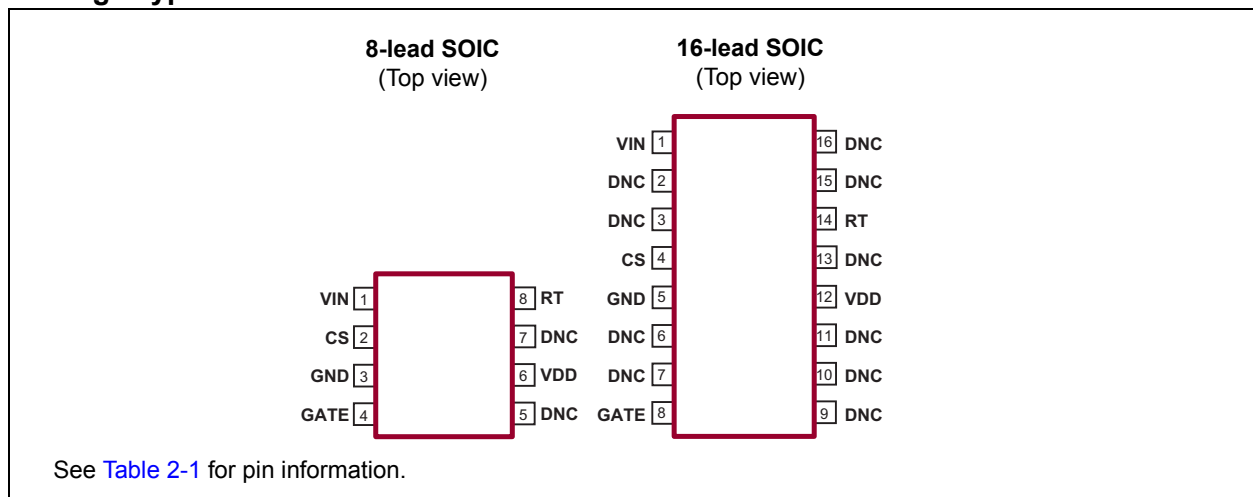 8-lead SOIC
(Top view)
VIN 1
CS 2
GND 3
GATE 4
8 RT
7 DNC
6 VDD
5 DNC
16-lead SOIC
(Top view)
VIN 1
DNC 2
DNC 3
CS 4
GND 5
DNC 6
DNC 7
GATE 8
16 DNC
15 DNC
14 RT
13 DNC
12 VDD
11 DNC
10 DNC
9 DNC
See Table 2-1 for pin information.